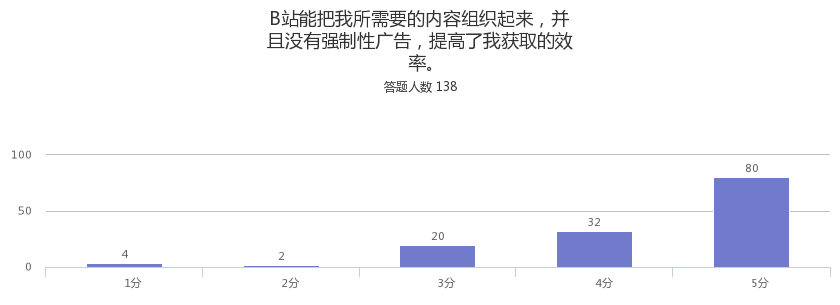 B站能把我所需要的内容组织起来，并
且没有强制性广告，提高了我获取的效
率。
答题人数 138
100
50
0
4
2
20
32
80
1分
2分
3分
4分
5分